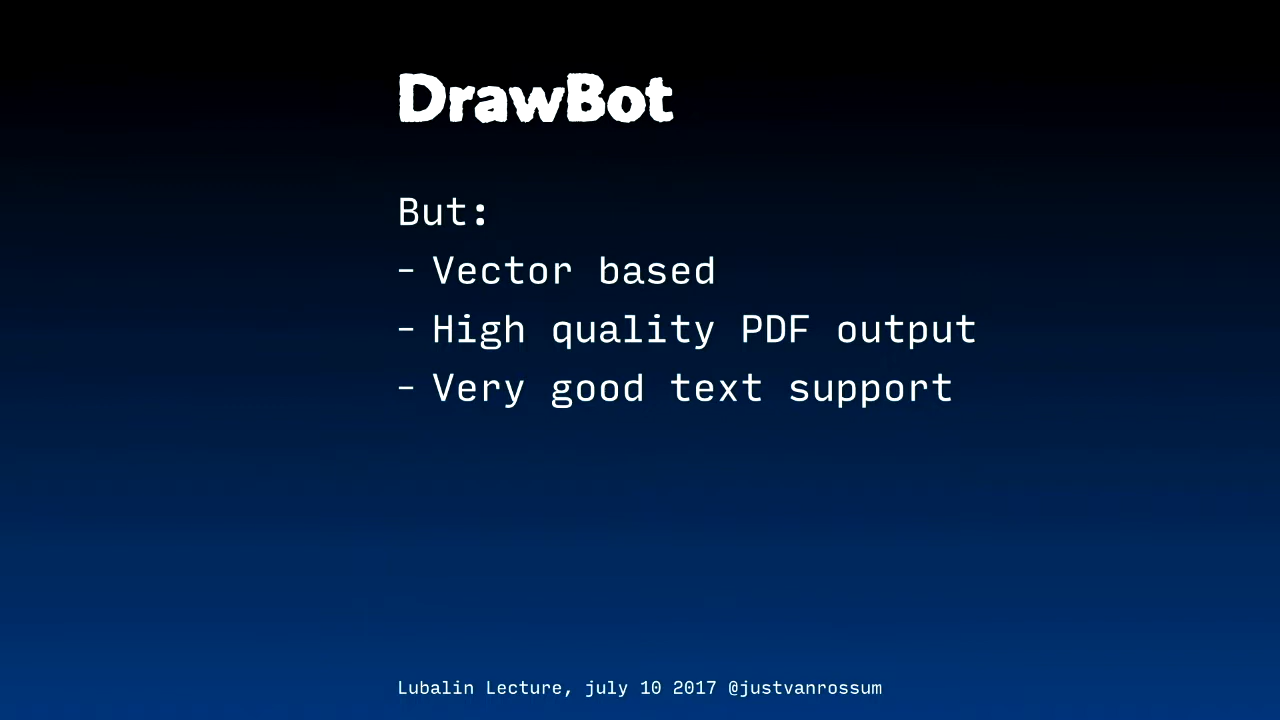 DrawBot
But:
– Vector based
– High quality PDF output
– Very good text support
Lubalin Lecture, july 10 2017 @justvanrossum